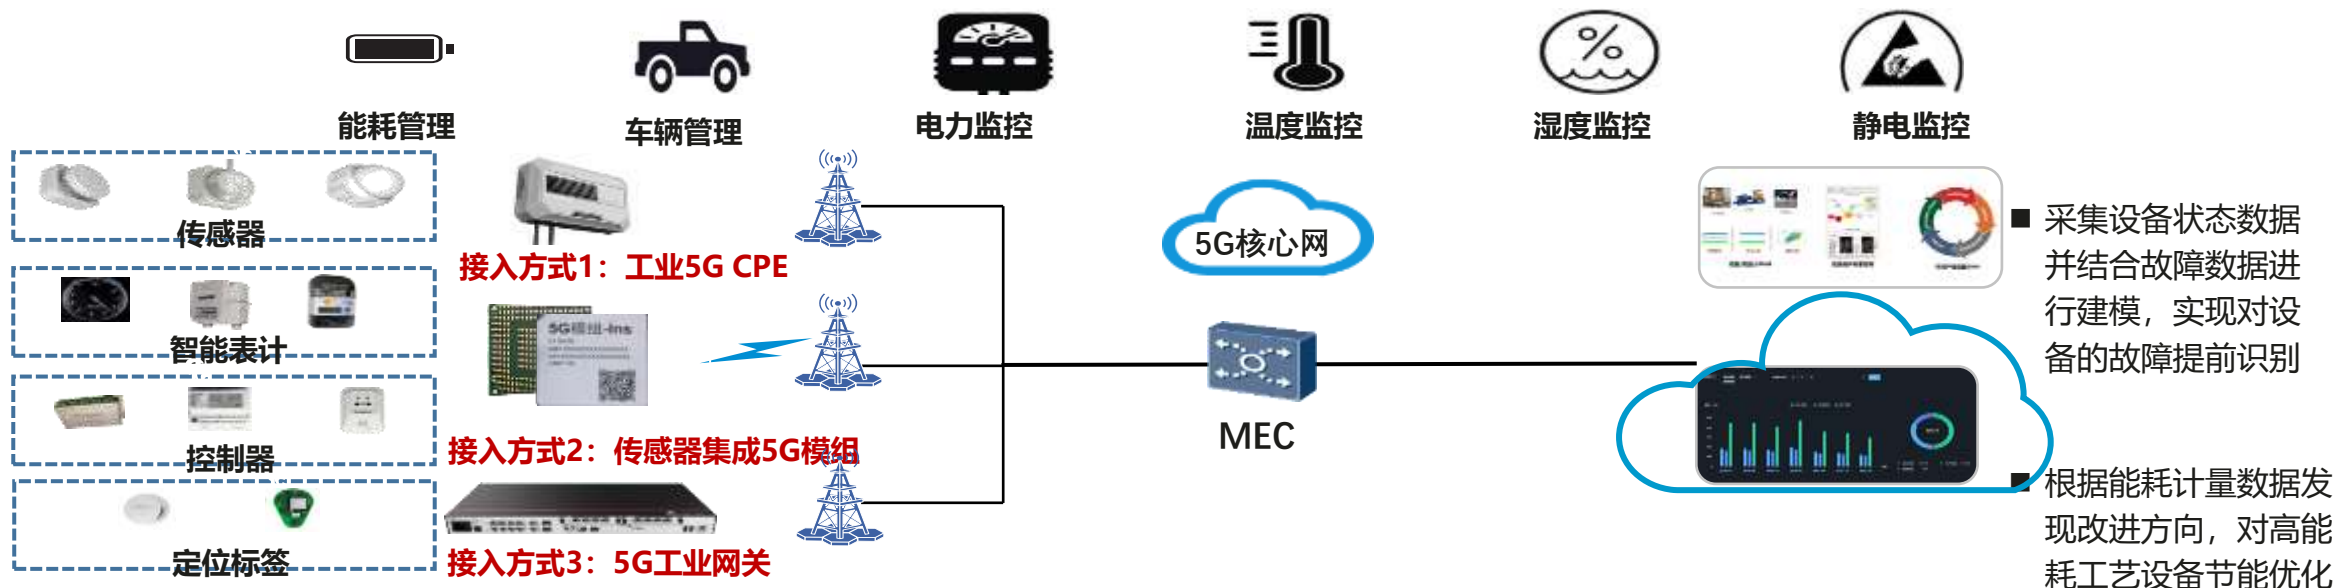 能耗管理
车辆管理
电力监控
温度监控
湿度监控
静电监控
传感器
智能表计
控制器
定位标签
接入方式1：工业5G CPE
5G模组-Ins
接入方式2：传感器集成5G模组
接入方式3：5G工业网关
5G核心网
MEC
■ 采集设备状态数据
并结合故障数据进
行建模，实现对设
备的故障提前识别
■ 根据能耗计量数据发
现改进方向，对高能
耗工艺设备节能优化